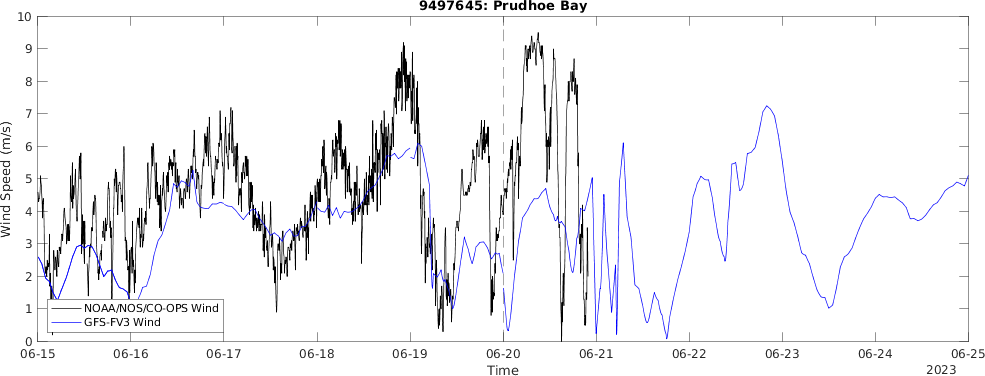 9497645: Prudhoe Bay
10
9
8
7
6
5
4
3
2
1
0
Wind Speed (m/s)
NOAA/NOS/CO-OPS Wind
GFS-FV3 Wind
06-15 06-16 06-17 06-18 06-19 06-20 06-21 06-22 06-23 06-24 06-25
Time
2023